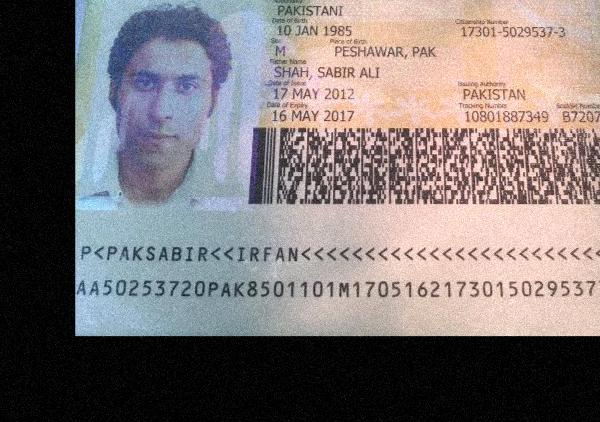 PAKISTANI
Date of Birth Citizenship Number
10 JAN 1985 17301-5029537-3
Sex Place of Birth
M PESHAWAR, PAK
Father Name
SHAH, SABIR ALI
Date of Issue Issuing Authority
17 MAY 2012 PAKISTAN
Date of Expiry Tracking Number Booklet Number
16 MAY 2017 10801887349 B7207
P<PAKSABIR<<IRFAN<<<<<<<<<<<<<<<<<<<<<<<
AA50253720PAK8501101M1705162173015029537